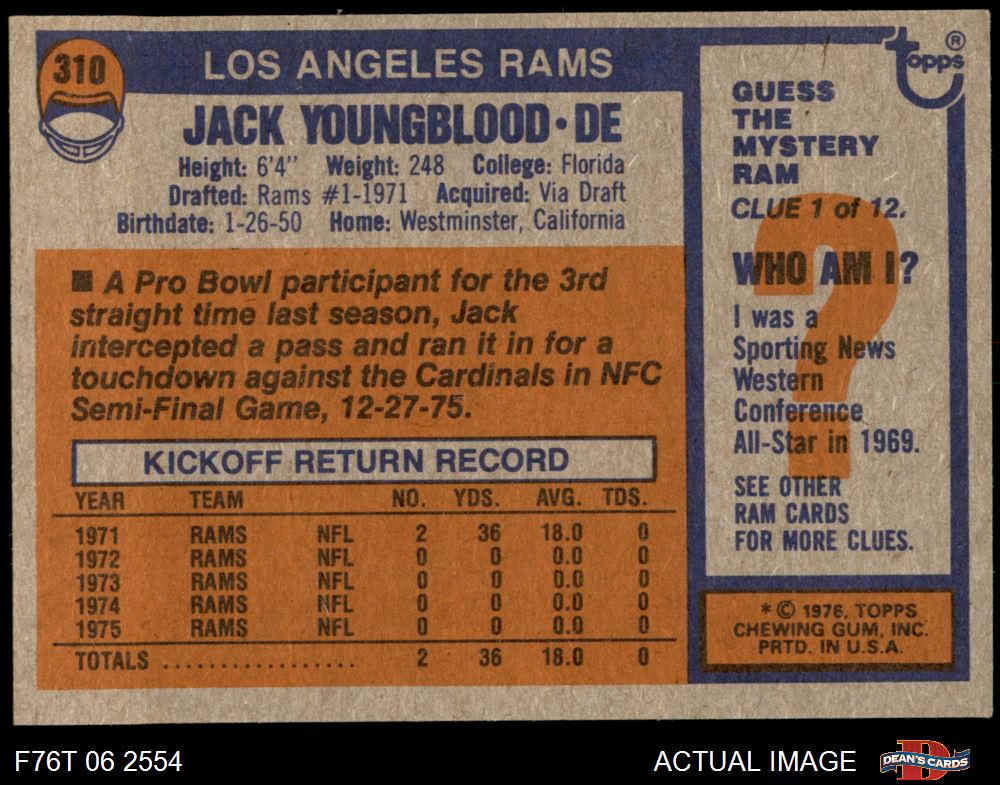 310
LOS ANGELES RAMS
JACK YOUNGBLOOD • DE
Height: 6'4" Weight: 248 College: Florida
Drafted: Rams #1-1971 Acquired: Via Draft
Birthdate: 1-26-50 Home: Westminster, California
■ A Pro Bowl participant for the 3rd
straight time last season, Jack
intercepted a pass and ran it in for a
touchdown against the Cardinals in NFC
Semi-Final Game, 12-27-75.
KICKOFF RETURN RECORD
YEAR TEAM NO. YDS. AVG. TDS.
1971 RAMS NFL 2 36 18.0 0
1972 RAMS NFL 0 0 0.0 0
1973 RAMS NFL 0 0 0.0 0
1974 RAMS NFL 0 0 0.0 0
1975 RAMS NFL 0 0 0.0 0
TOTALS ................. 2 36 18.0 0
topps ®
GUESS
THE
MYSTERY
RAM
CLUE 1 of 12.
?
WHO AM I?
I was a
Sporting News
Western
Conference
All-Star in 1969.
SEE OTHER
RAM CARDS
FOR MORE CLUES.
* © 1976, TOPPS
CHEWING GUM, INC.
PRTD. IN U.S.A.
F76T 06 2554
ACTUAL IMAGE
D
DEAN'S CARDS